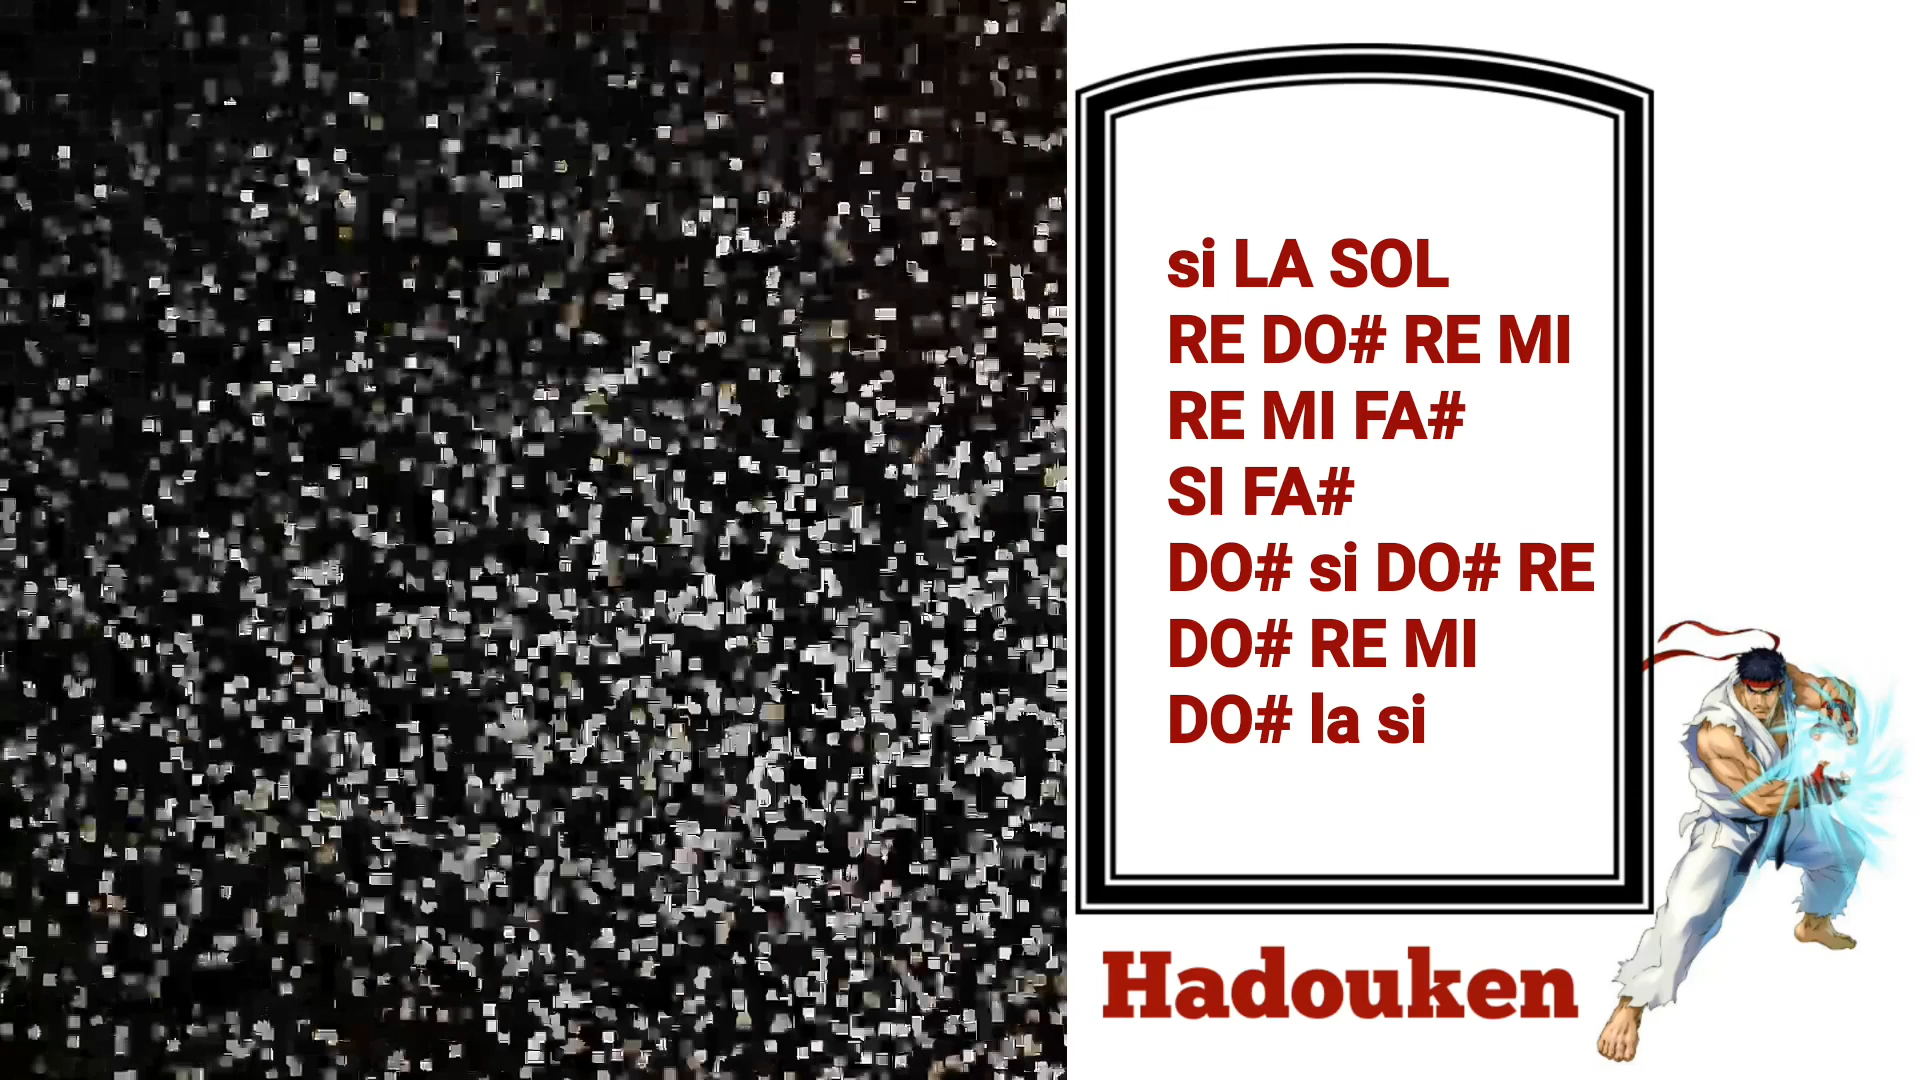 si LA SOL
RE DO# RE MI
RE MI FA#
SI FA#
DO# si DO# RE
DO# RE MI
DO# la si
Hadouken